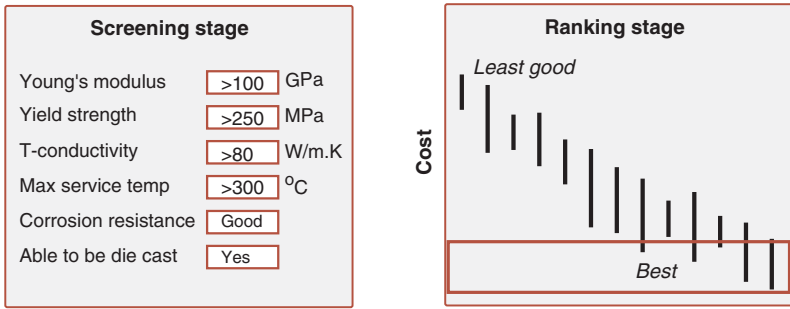 Screening stage
Young's modulus >100 GPa
Yield strength >250 MPa
T-conductivity >80 W/m.K
Max service temp >300 °C
Corrosion resistance Good
Able to be die cast Yes
Ranking stage
Least good
Cost
Best